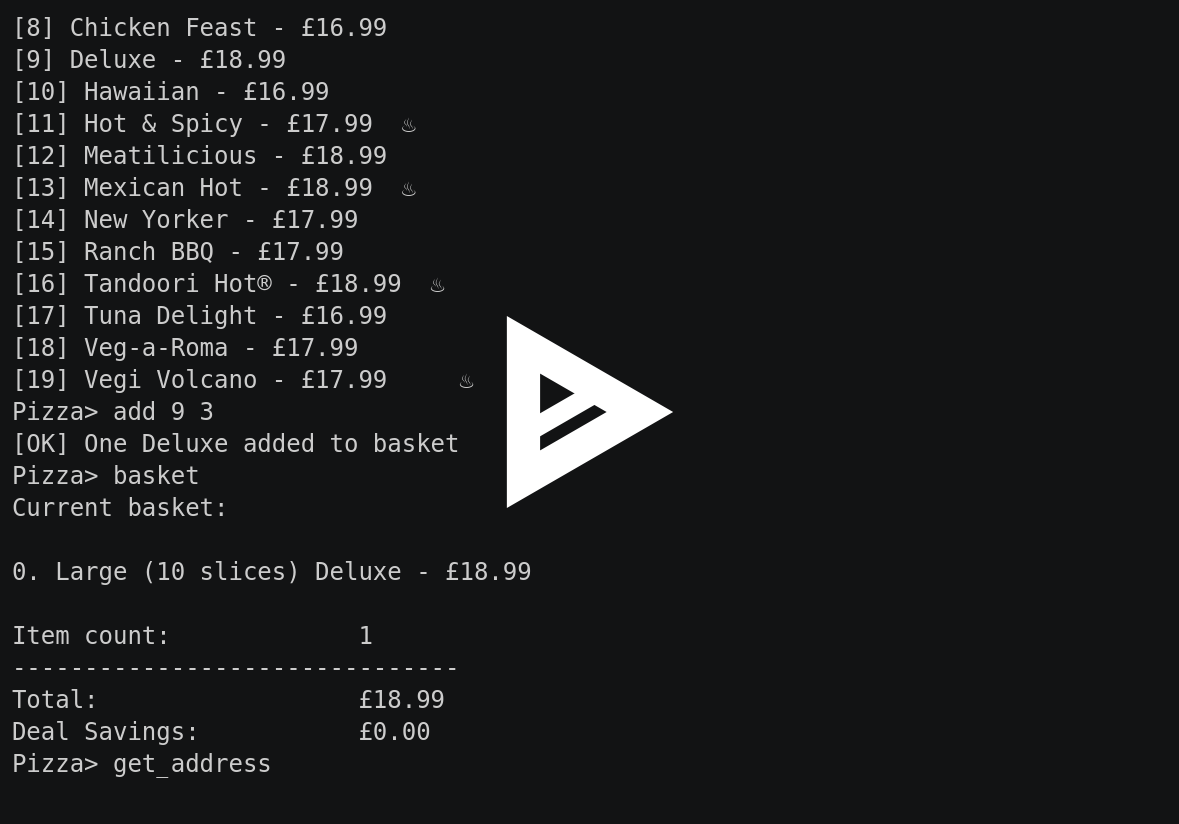 [8] Chicken Feast - £16.99
[9] Deluxe - £18.99
[10] Hawaiian - £16.99
[11] Hot & Spicy - £17.99  ♨
[12] Meatilicious - £18.99
[13] Mexican Hot - £18.99  ♨
[14] New Yorker - £17.99
[15] Ranch BBQ - £17.99
[16] Tandoori Hot® - £18.99  ♨
[17] Tuna Delight - £16.99
[18] Veg-a-Roma - £17.99
[19] Vegi Volcano - £17.99     ♨
Pizza> add 9 3
[OK] One Deluxe added to basket
Pizza> basket
Current basket:
0. Large (10 slices) Deluxe - £18.99
Item count:             1
-------------------------------
Total:                  £18.99
Deal Savings:           £0.00
Pizza> get_address